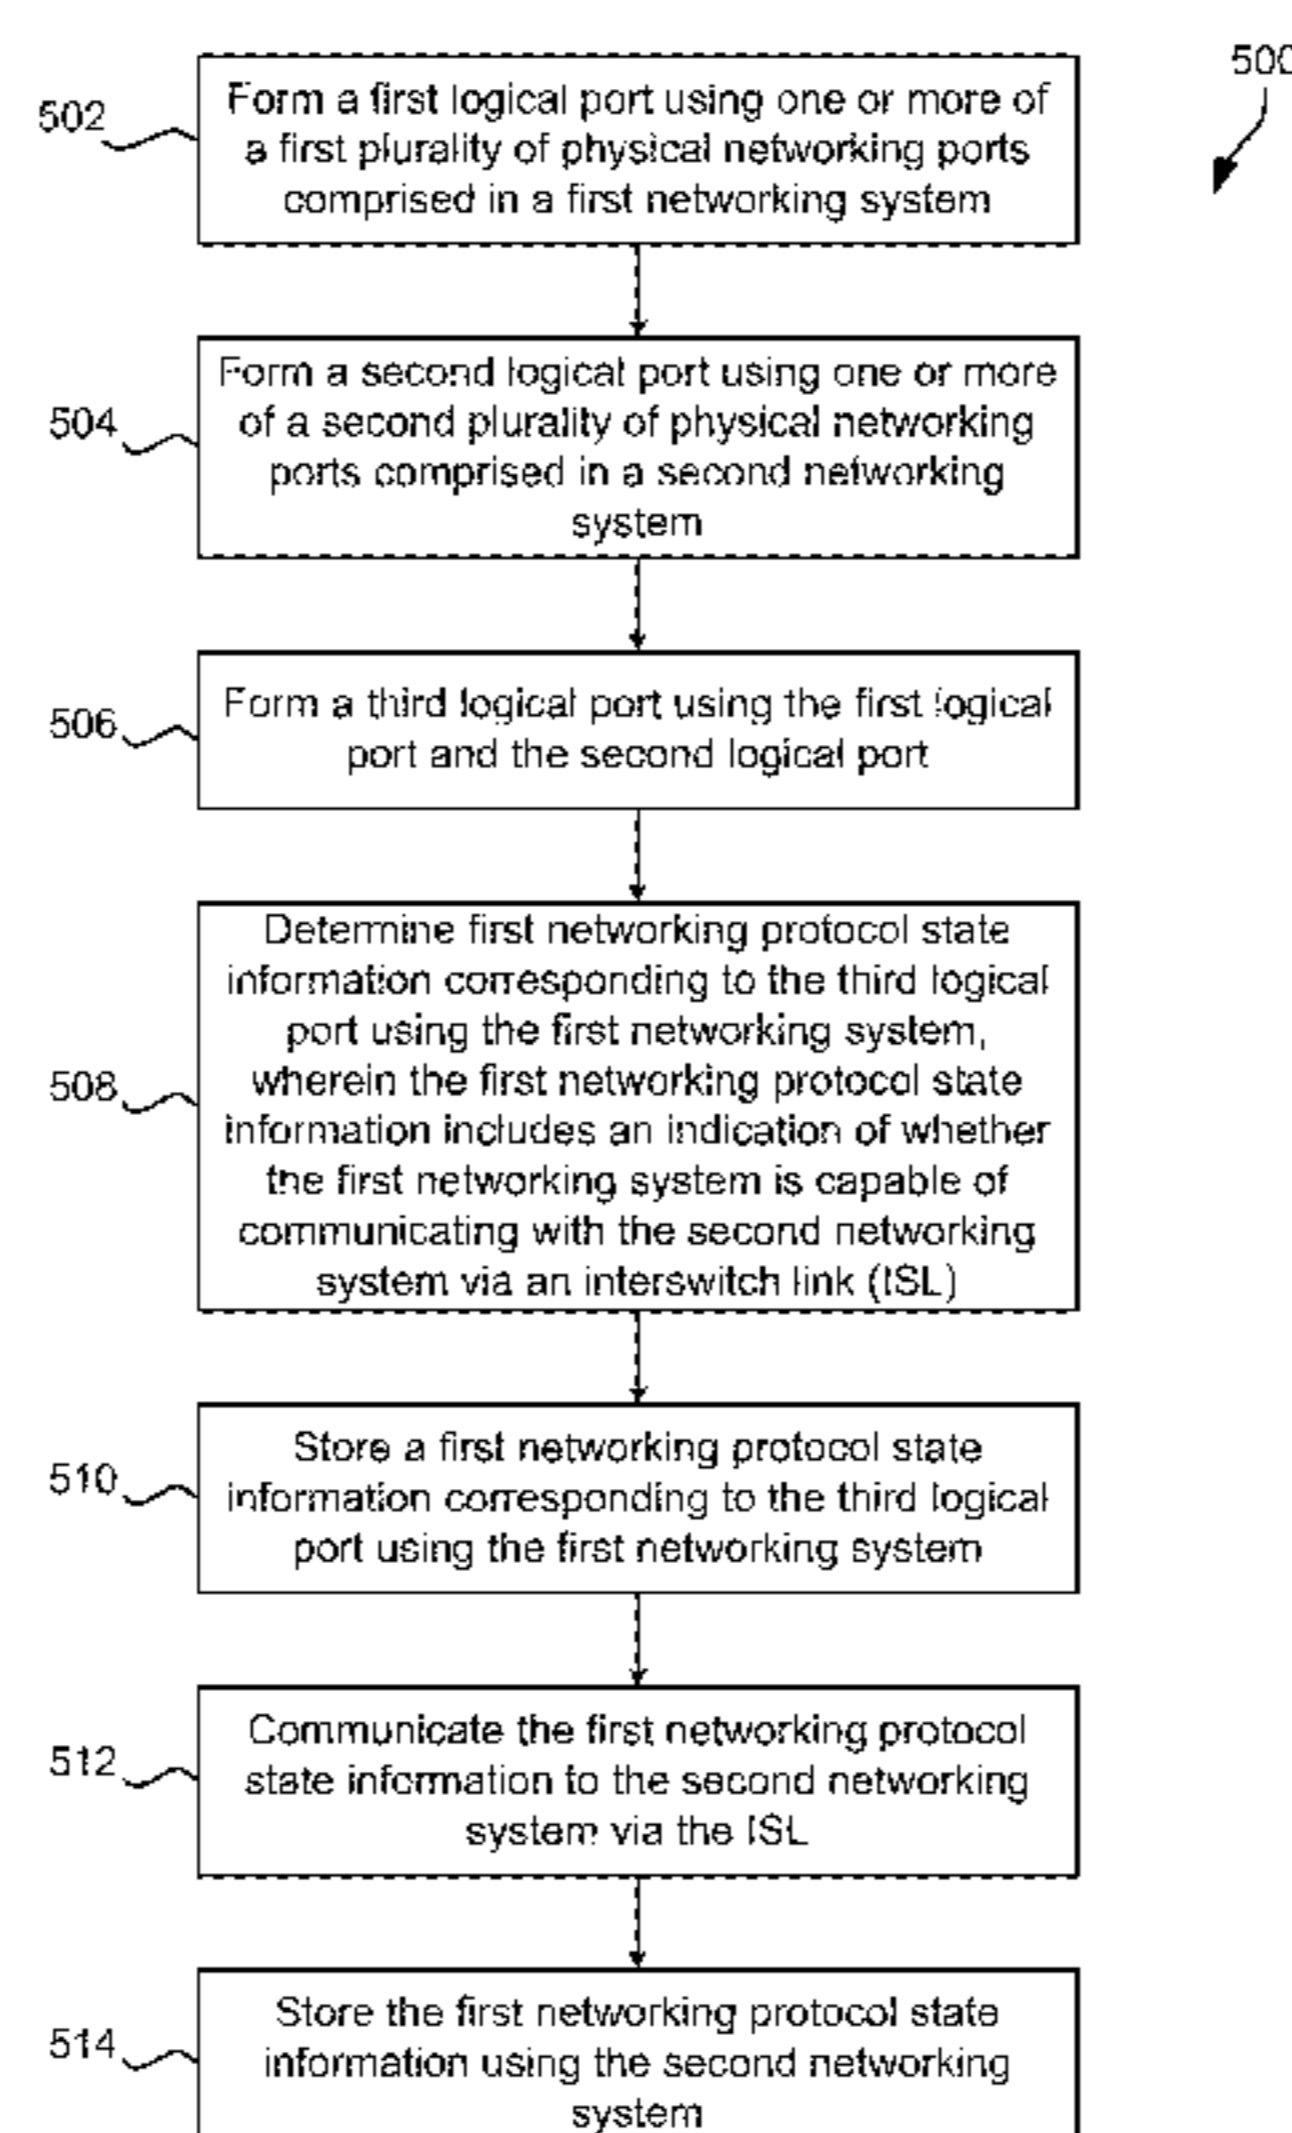 500
502
Form a first logical port using one or more of
a first plurality of physical networking ports
comprised in a first networking system
504
Form a second logical port using one or more
of a second plurality of physical networking
ports comprised in a second networking
system
506
Form a third logical port using the first logical
port and the second logical port
508
Determine first networking protocol state
information corresponding to the third logical
port using the first networking system,
wherein the first networking protocol state
information includes an indication of whether
the first networking system is capable of
communicating with the second networking
system via an interswitch link (ISL)
510
Store a first networking protocol state
information corresponding to the third logical
port using the first networking system
512
Communicate the first networking protocol
state information to the second networking
system via the ISL
514
Store the first networking protocol state
information using the second networking
system